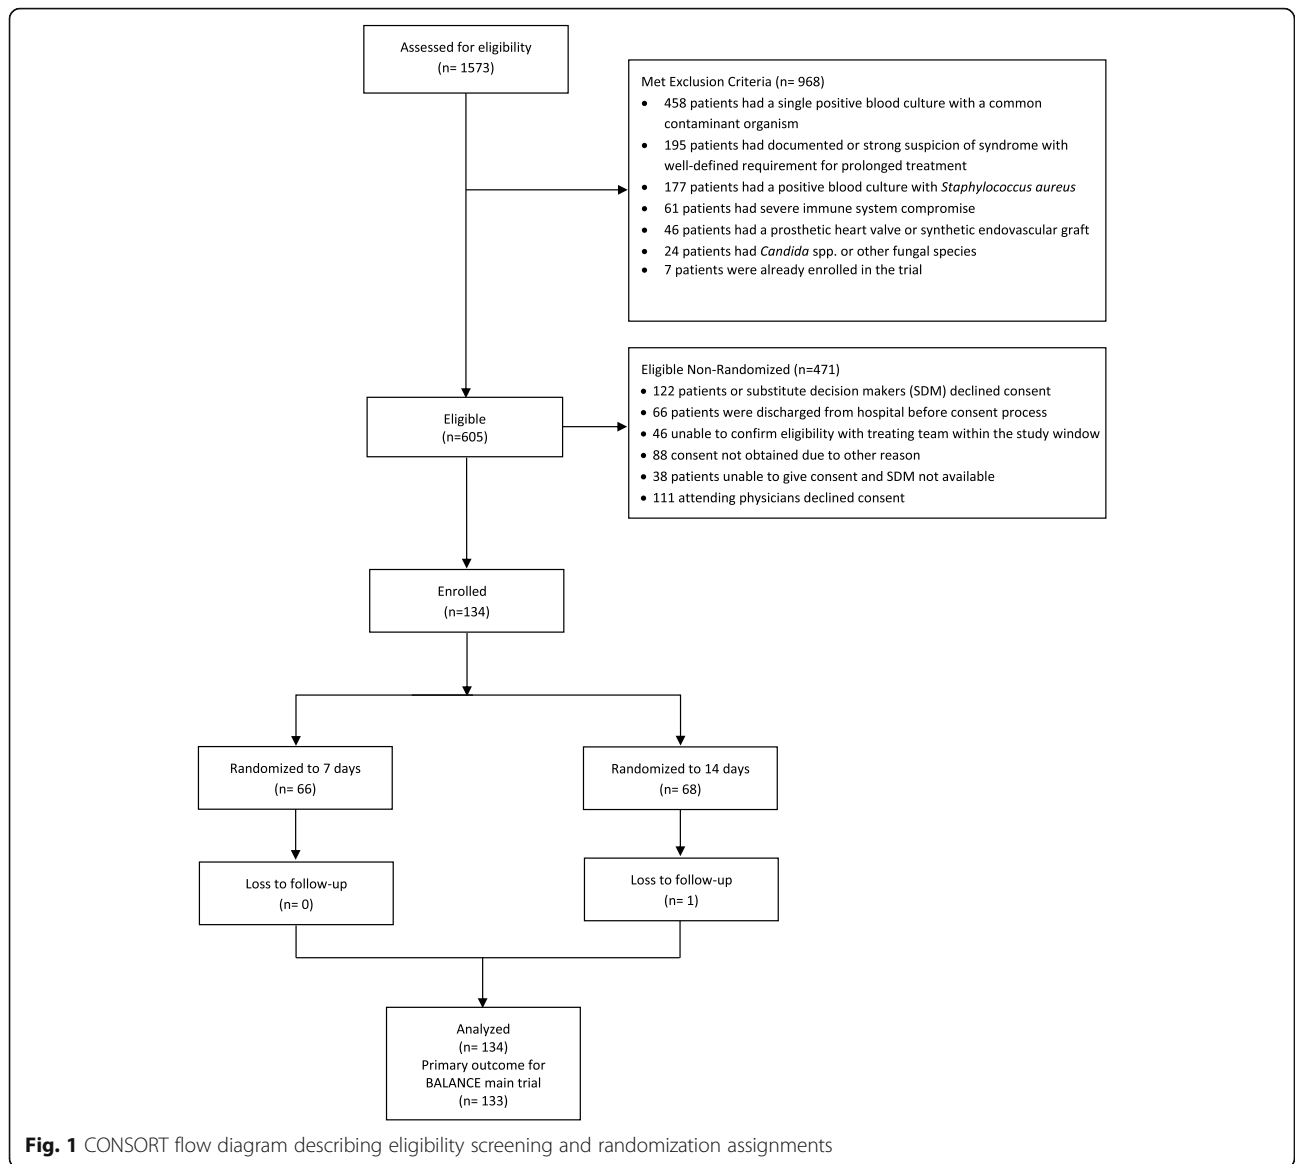 Assessed for eligibility
(n= 1573)
Met Exclusion Criteria (n= 968)
• 458 patients had a single positive blood culture with a common
contaminant organism
• 195 patients had documented or strong suspicion of syndrome with
well-defined requirement for prolonged treatment
• 177 patients had a positive blood culture with Staphylococcus aureus
• 61 patients had severe immune system compromise
• 46 patients had a prosthetic heart valve or synthetic endovascular graft
• 24 patients had Candida spp. or other fungal species
• 7 patients were already enrolled in the trial
Eligible
(n=605)
Eligible Non-Randomized (n=471)
• 122 patients or substitute decision makers (SDM) declined consent
• 66 patients were discharged from hospital before consent process
• 46 unable to confirm eligibility with treating team within the study window
• 88 consent not obtained due to other reason
• 38 patients unable to give consent and SDM not available
• 111 attending physicians declined consent
Enrolled
(n=134)
Randomized to 7 days
(n= 66)
Randomized to 14 days
(n= 68)
Loss to follow-up
(n= 0)
Loss to follow-up
(n= 1)
Analyzed
(n= 134)
Primary outcome for
BALANCE main trial
(n= 133)
Fig. 1 CONSORT flow diagram describing eligibility screening and randomization assignments